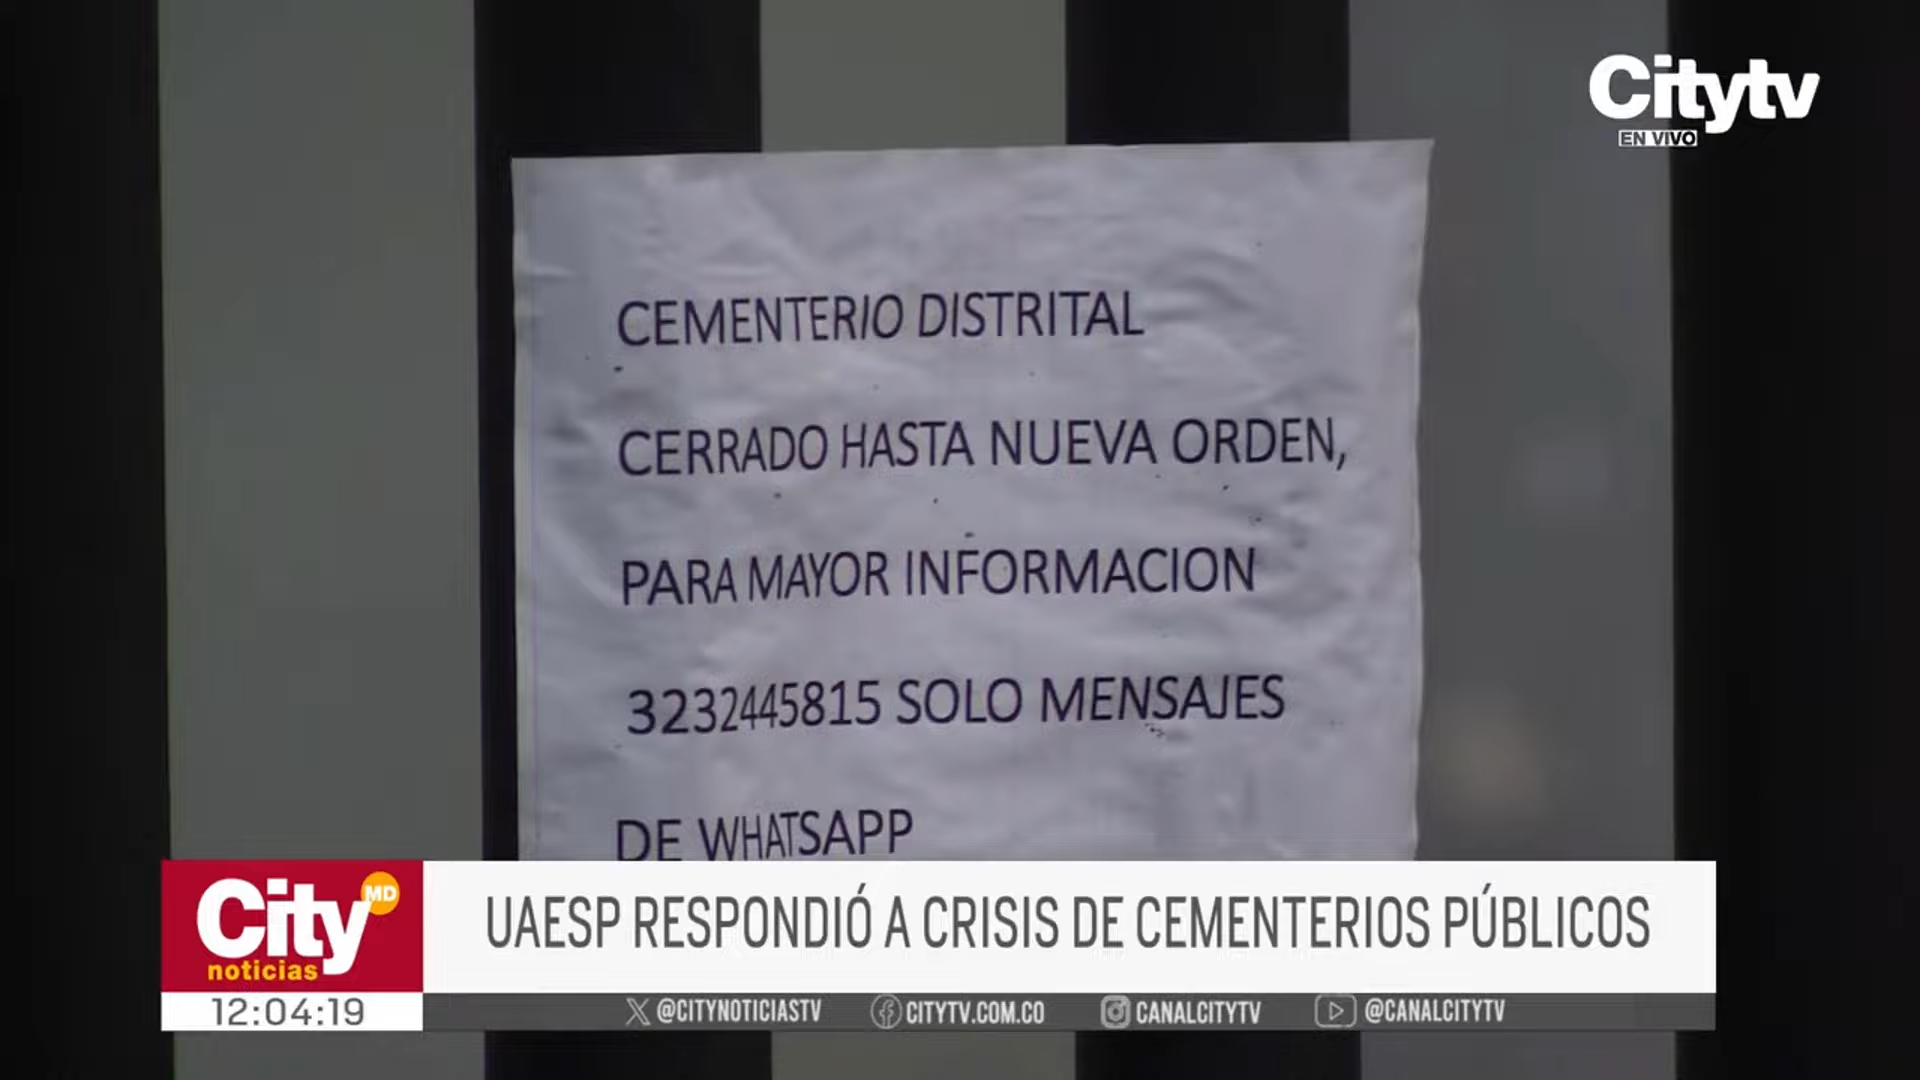 Citytv
EN VIVO
CEMENTERIO DISTRITAL
CERRADO HASTA NUEVA ORDEN,
PARA MAYOR INFORMACION
3232445815 SOLO MENSAJES
DE WHATSAPP
City MD
noticias
UAESP RESPONDIÓ A CRISIS DE CEMENTERIOS PÚBLICOS
12:04:19
@CITYNOTICIASTV CITYTV.COM.CO CANALCITYTV @CANALCITYTV